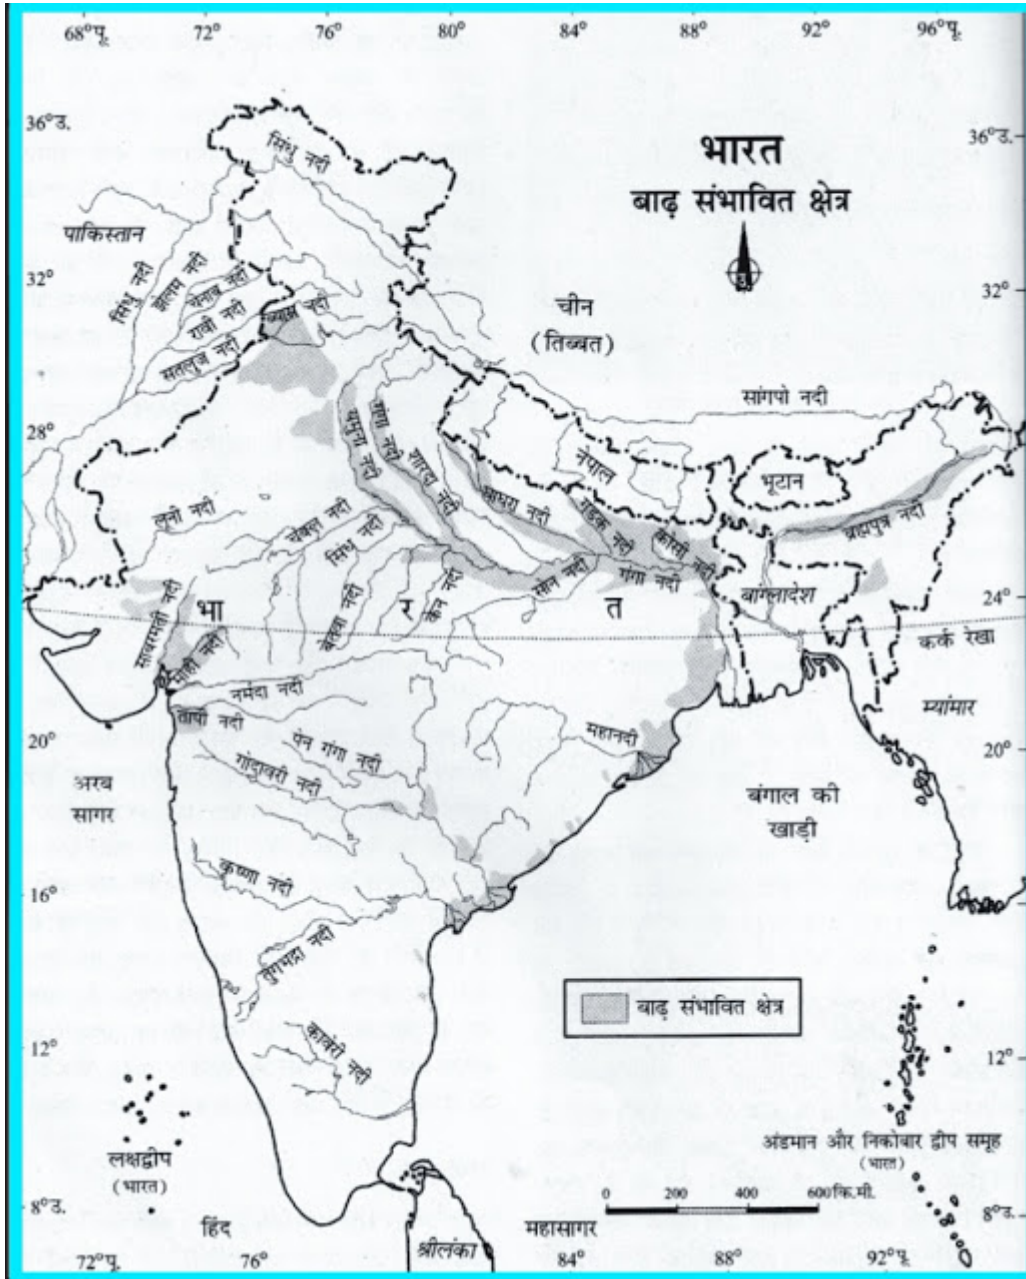 68°पू.
72°
76°
80°
84°
88°
92°
96°पू.
36°उ.
36°उ.
भारत
बाढ़ संभावित क्षेत्र
सिंधु नदी
पाकिस्तान
सिंधु नदी
झेलम नदी
चेनाब नदी
रावी नदी
सतलुज नदी
ब्यास नदी
32°
32°
चीन
(तिब्बत)
सांगपो नदी
28°
28°
यमुना नदी
गंगा नदी
शारदा नदी
नेपाल
भूटान
घाघरा नदी
गंडक नदी
कोसी नदी
ब्रह्मपुत्र नदी
लुनी नदी
चंबल नदी
सिंध नदी
बेतवा नदी
केन नदी
सोन नदी
गंगा नदी
बांग्लादेश
24°
भा र त
साबरमती नदी
माही नदी
कर्क रेखा
नर्मदा नदी
तापी नदी
म्यांमार
महानदी
20°
20°
पेन गंगा नदी
गोदावरी नदी
अरब
सागर
बंगाल की
खाड़ी
16°
16°
कृष्णा नदी
तुंगभद्रा नदी
बाढ़ संभावित क्षेत्र
12°
12°
कावेरी नदी
लक्षद्वीप
(भारत)
अंडमान और निकोबार द्वीप समूह
(भारत)
0 200 400 600कि.मी.
8°उ.
8°उ.
हिंद
महासागर
श्रीलंका
72°पू.
76°
84°
88°
92°पू.